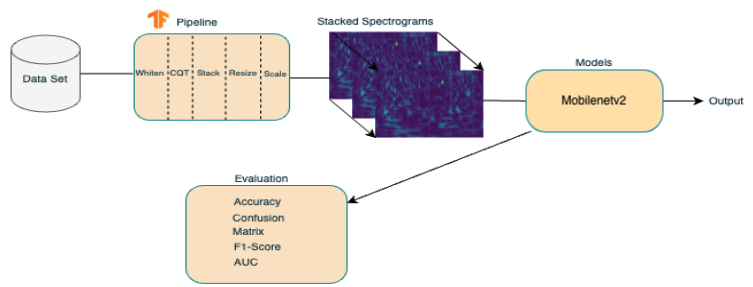 Pipeline
Stacked Spectrograms
Data Set
Whiten CQT Stack Resize Scale
Models
Mobilenetv2
Output
Evaluation
Accuracy
Confusion
Matrix
F1-Score
AUC